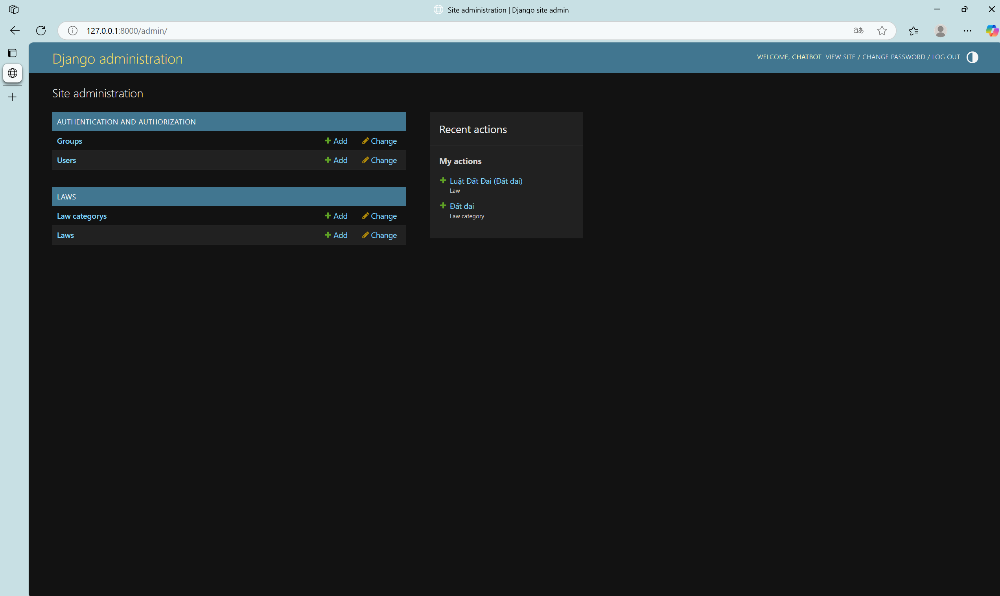 Site administration | Django site admin
127.0.0.1:8000/admin/
aあ
Django administration
WELCOME, CHATBOT. VIEW SITE / CHANGE PASSWORD / LOG OUT
Site administration
AUTHENTICATION AND AUTHORIZATION
Groups Add Change
Users Add Change
LAWS
Law categorys Add Change
Laws Add Change
Recent actions
My actions
Luật Đất Đai (Đất đai)
Law
Đất đai
Law category